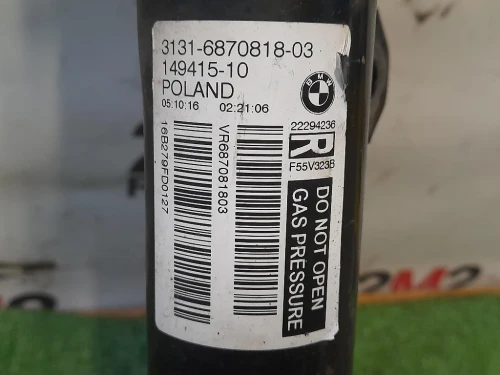 3131-6870818-03
149415-10
POLAND
05:10:16 02:21:06
BMW
22294236
R
F55V323B
16B279FD0127
VR687081803
DO NOT OPEN
GAS PRESSURE